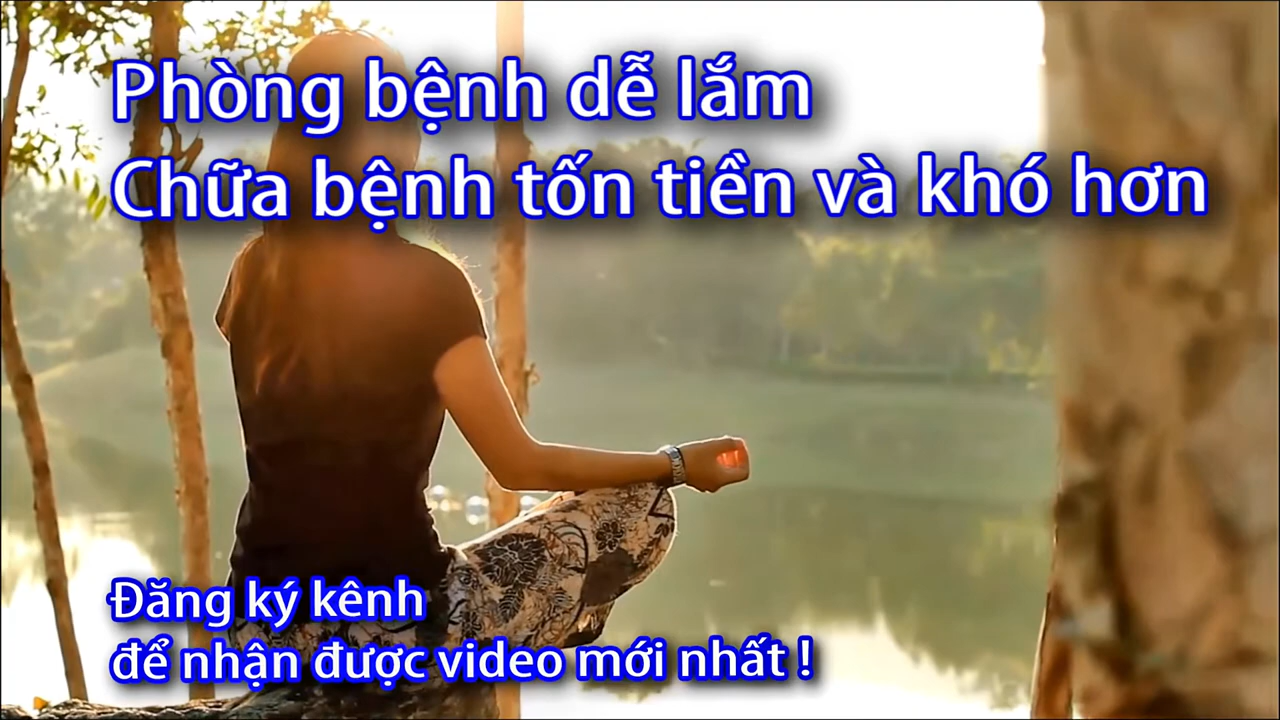 Phòng bệnh dễ lắm
Chữa bệnh tốn tiền và khó hơn
Đăng ký kênh
để nhận được video mới nhất !